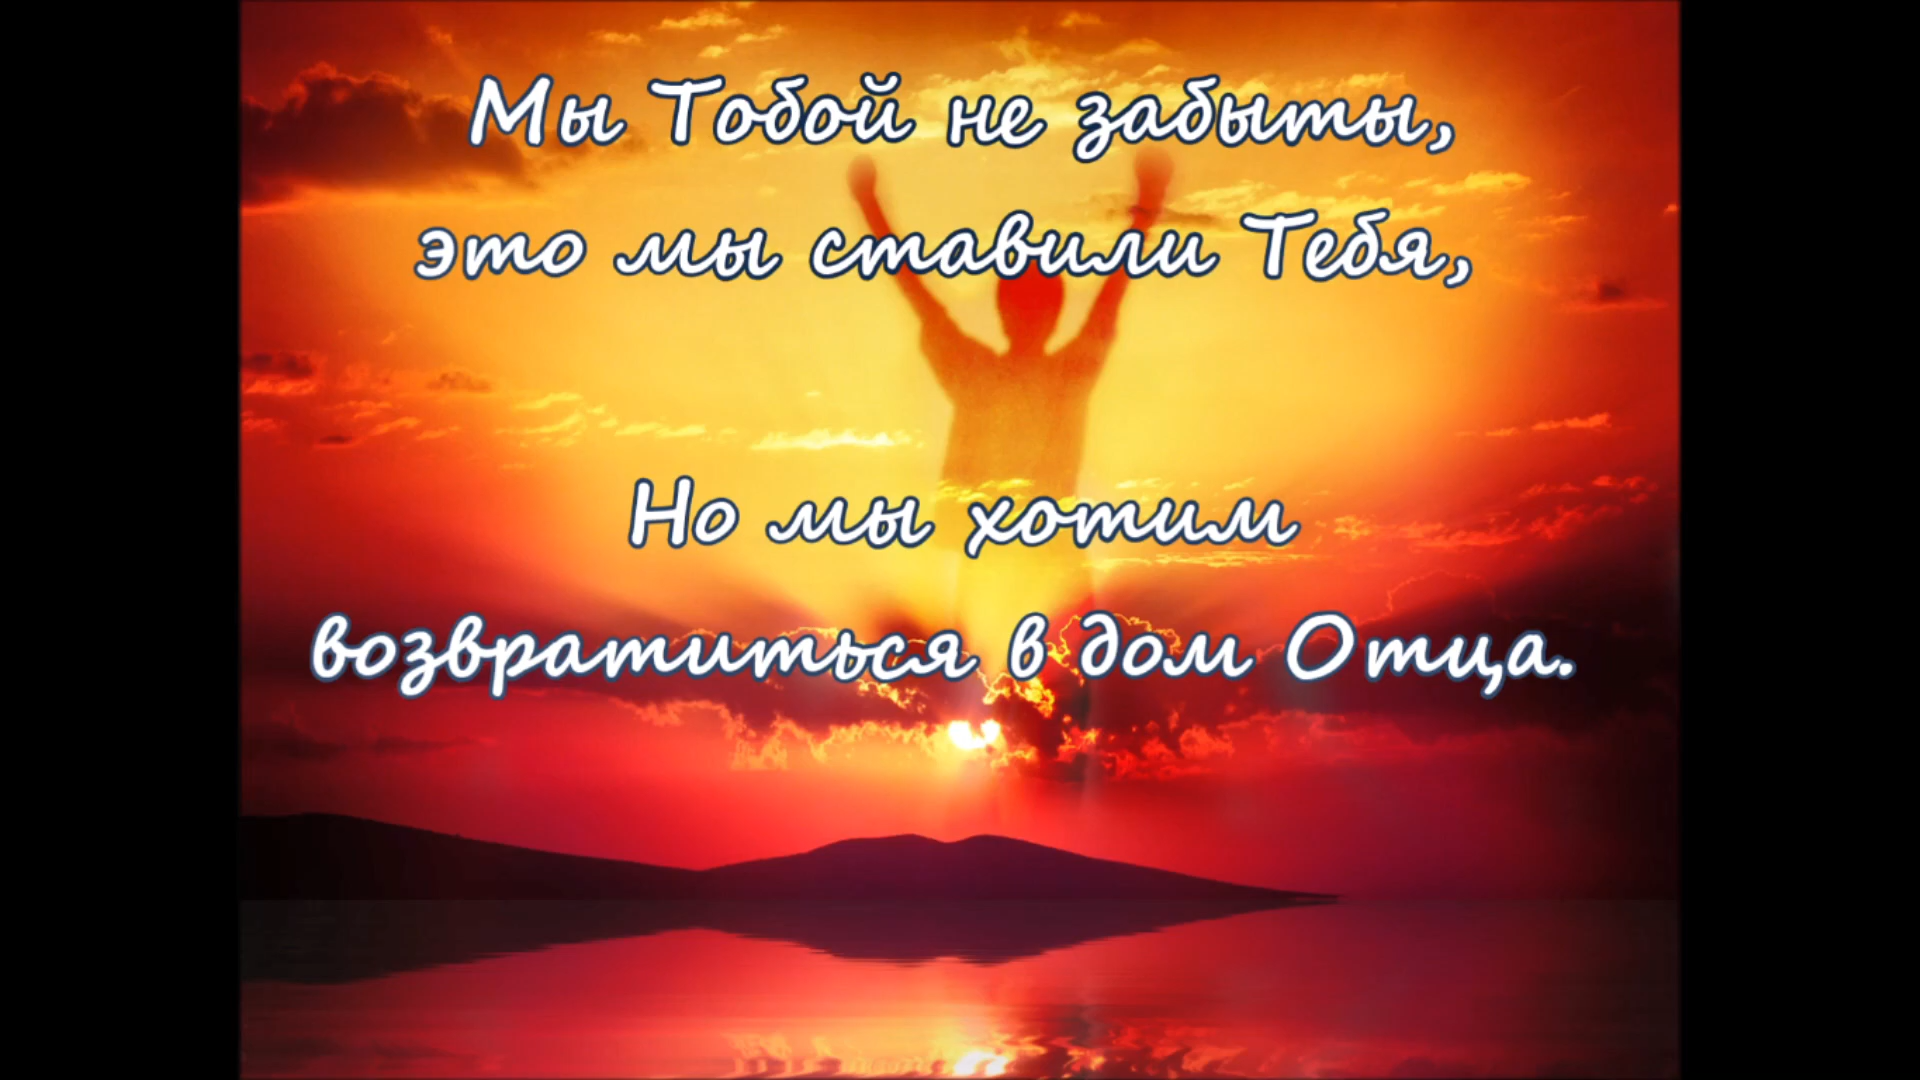 Мы Тобой не забыты,
это мы ставили Тебя,
Но мы хотим
возвратиться в дом Отца.